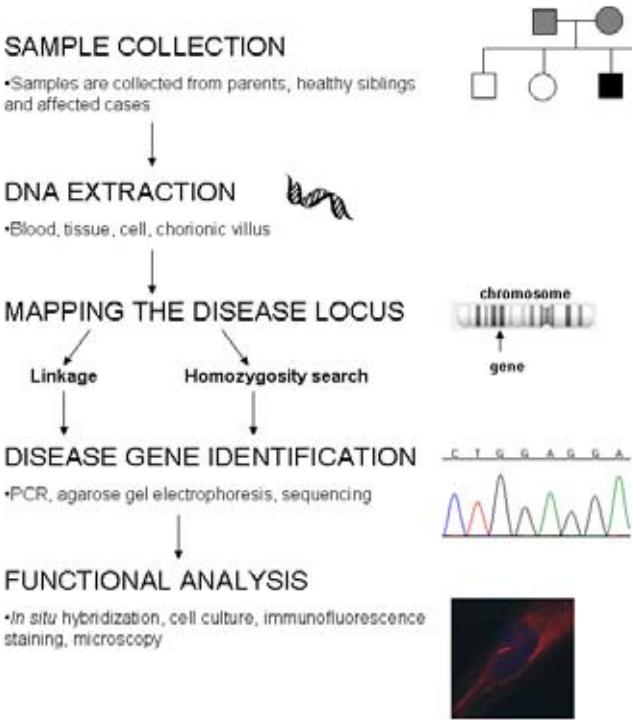 SAMPLE COLLECTION
•Samples are collected from parents, healthy siblings
and affected cases
DNA EXTRACTION
•Blood, tissue, cell, chorionic villus
MAPPING THE DISEASE LOCUS
chromosome
gene
Linkage
Homozygosity search
DISEASE GENE IDENTIFICATION
•PCR, agarose gel electrophoresis, sequencing
C T G G A G G A
FUNCTIONAL ANALYSIS
•In situ hybridization, cell culture, immunofluorescence
staining, microscopy